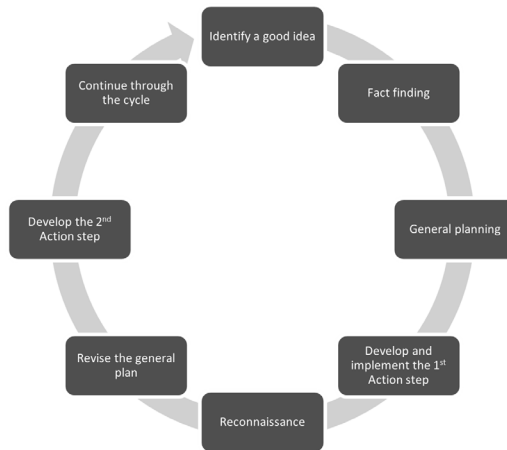 Identify a good idea
Fact finding
General planning
Develop and
implement the 1st
Action step
Reconnaissance
Revise the general
plan
Develop the 2nd
Action step
Continue through
the cycle